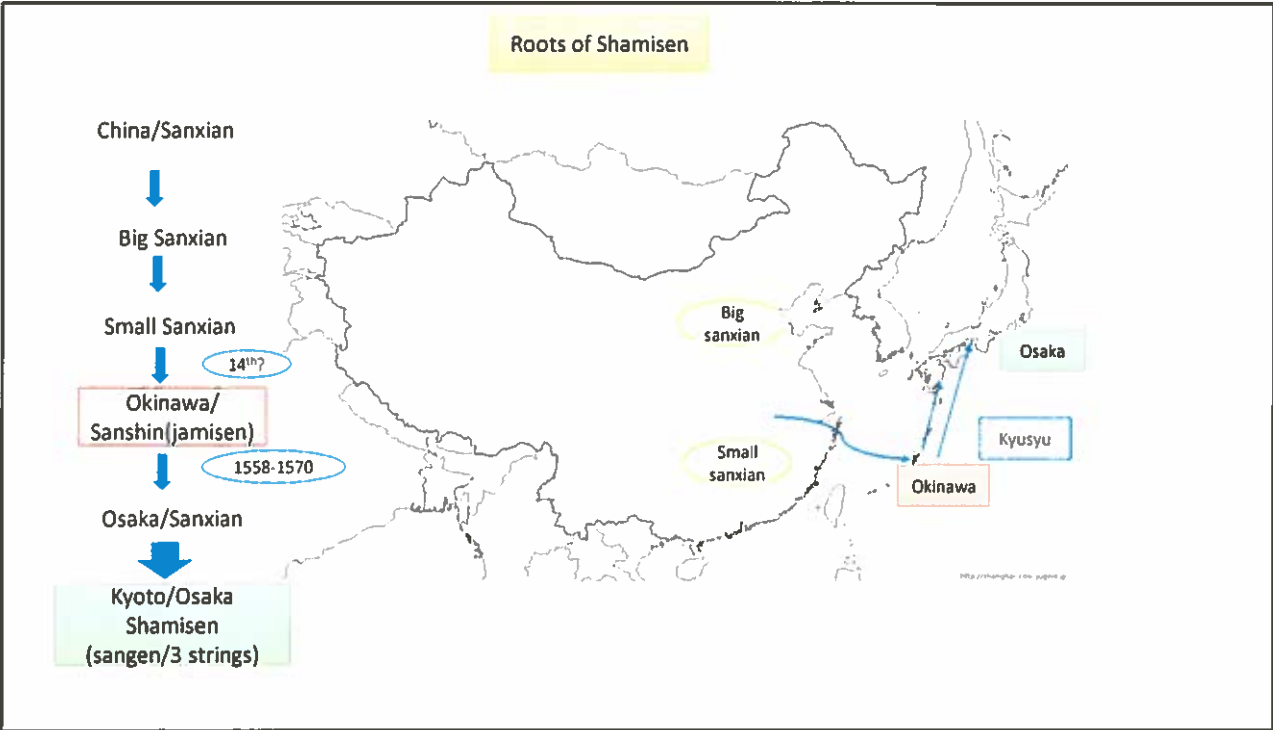 Roots of Shamisen
China/Sanxian
Big Sanxian
Small Sanxian
14th?
Okinawa/
Sanshin(jamisen)
1558-1570
Osaka/Sanxian
Kyoto/Osaka
Shamisen
(sangen/3 strings)
Big
sanxian
Small
sanxian
Osaka
Kyusyu
Okinawa